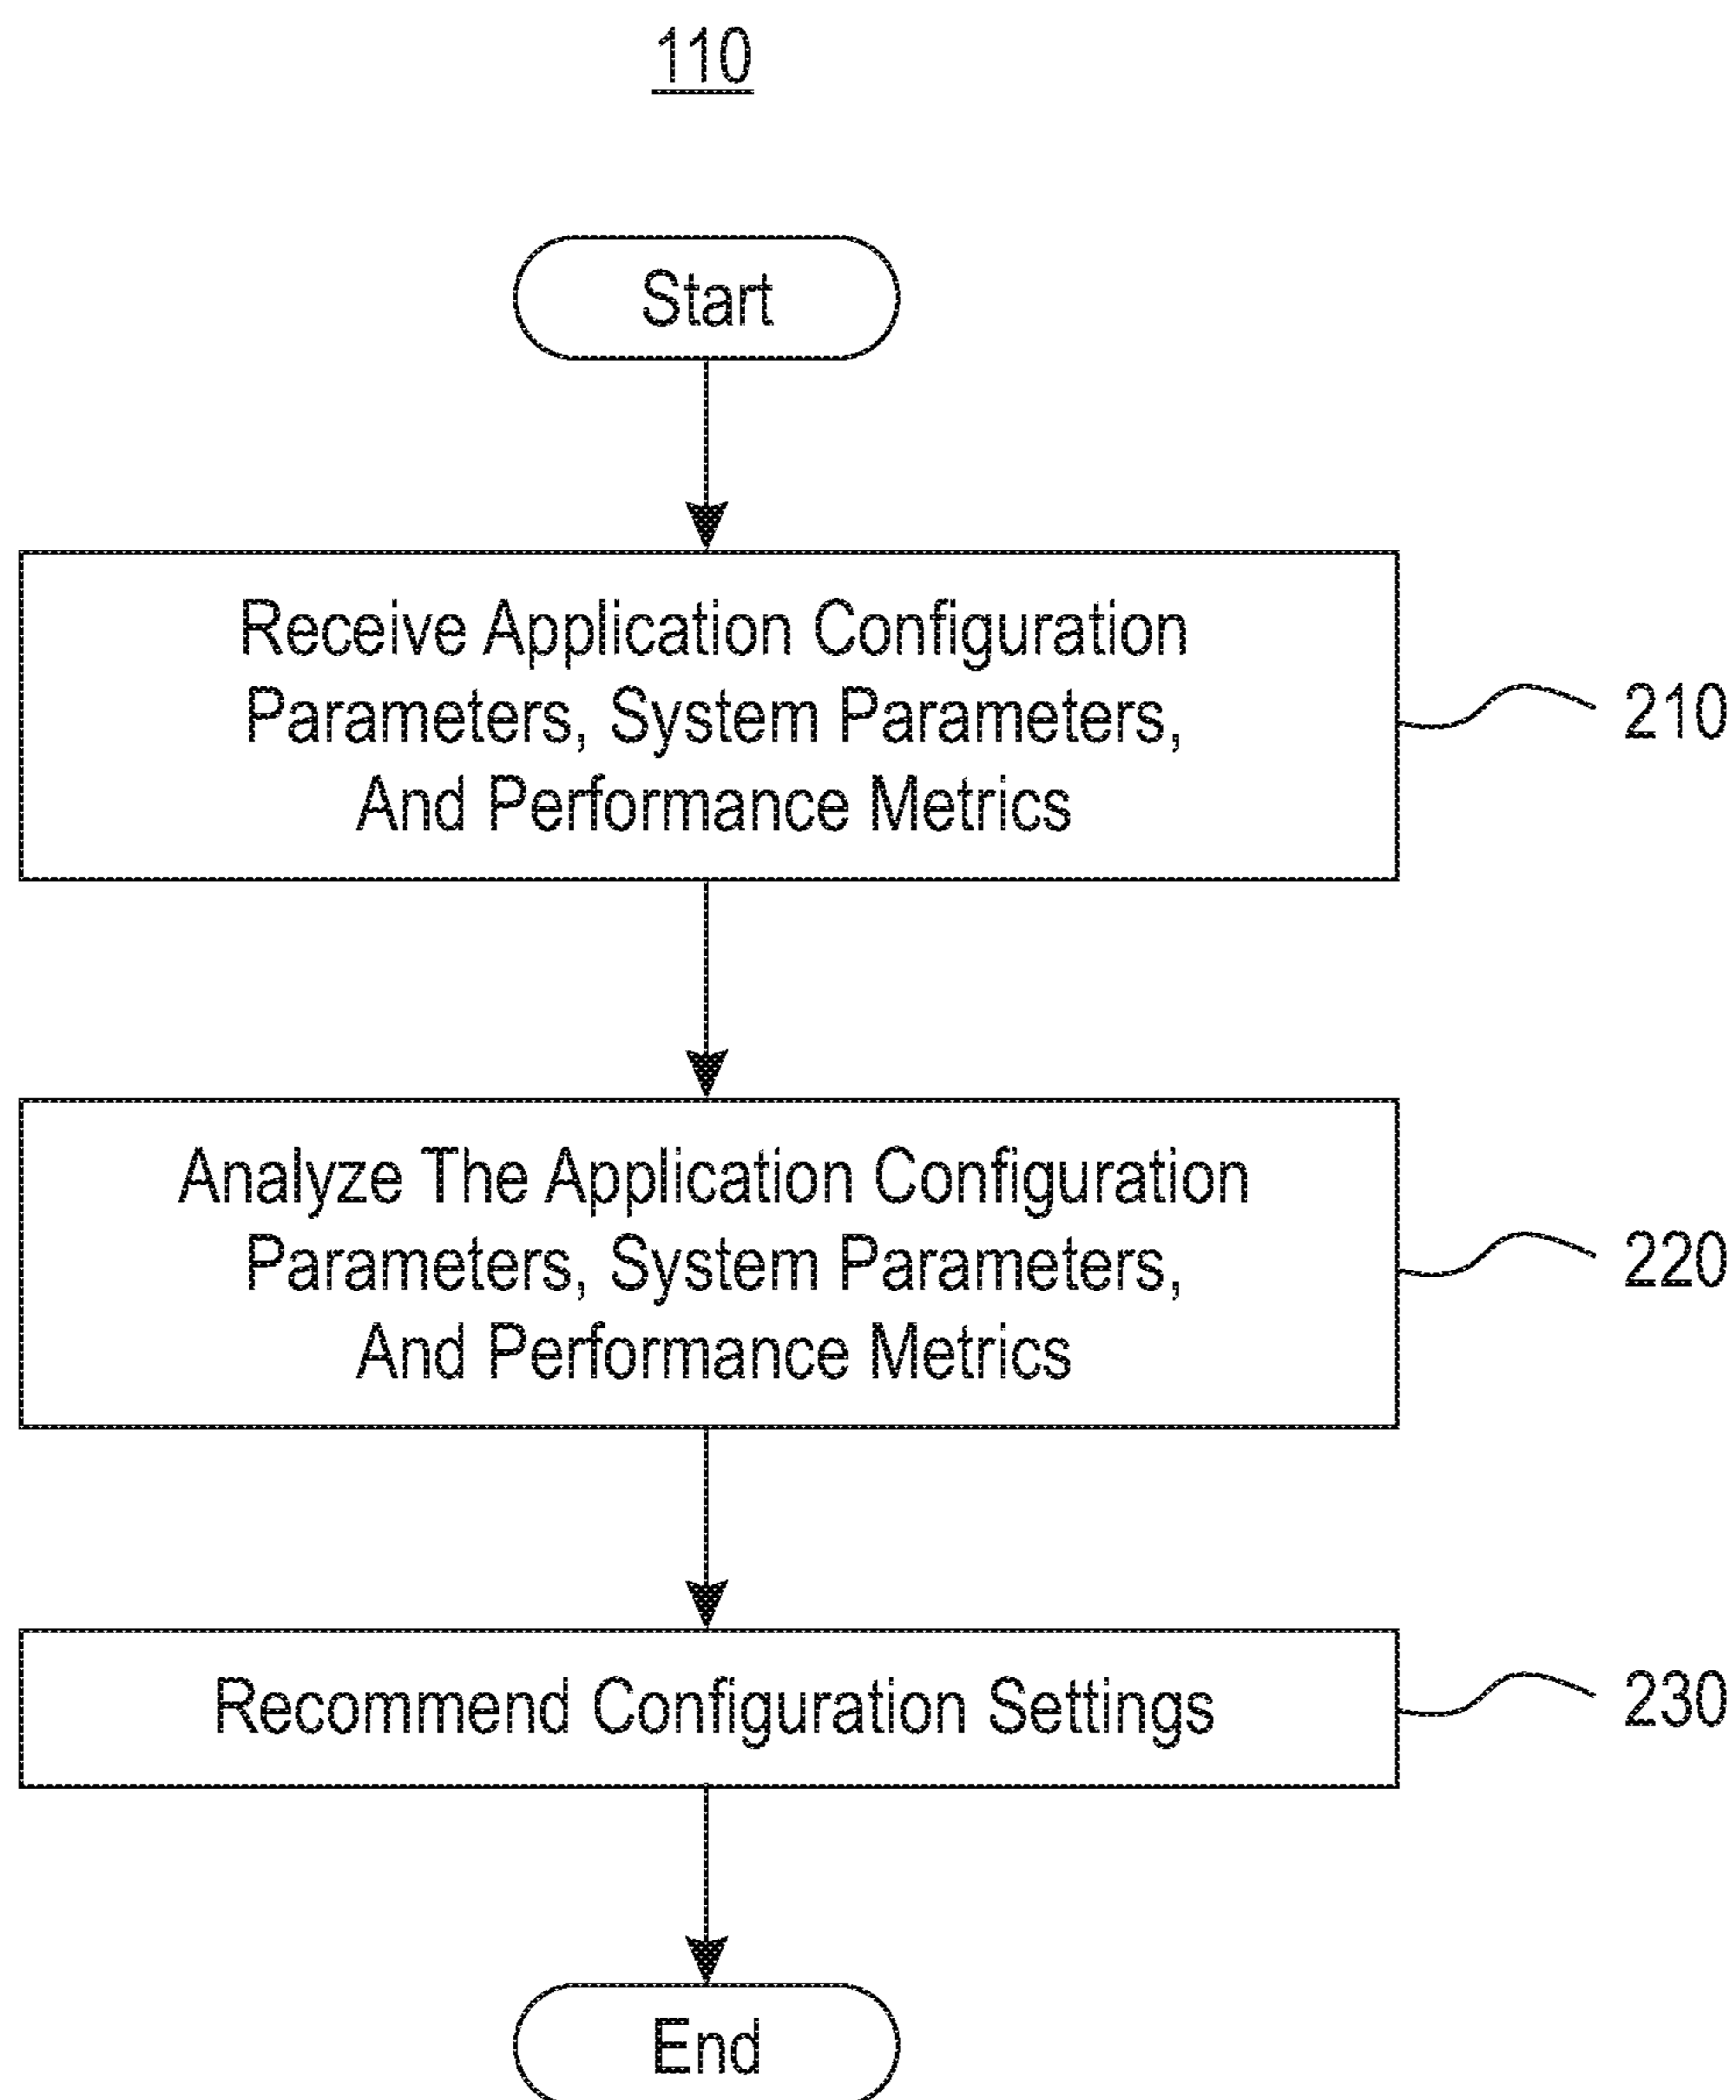 110
Start
Receive Application Configuration
Parameters, System Parameters,
And Performance Metrics
210
Analyze The Application Configuration
Parameters, System Parameters,
And Performance Metrics
220
Recommend Configuration Settings
230
End